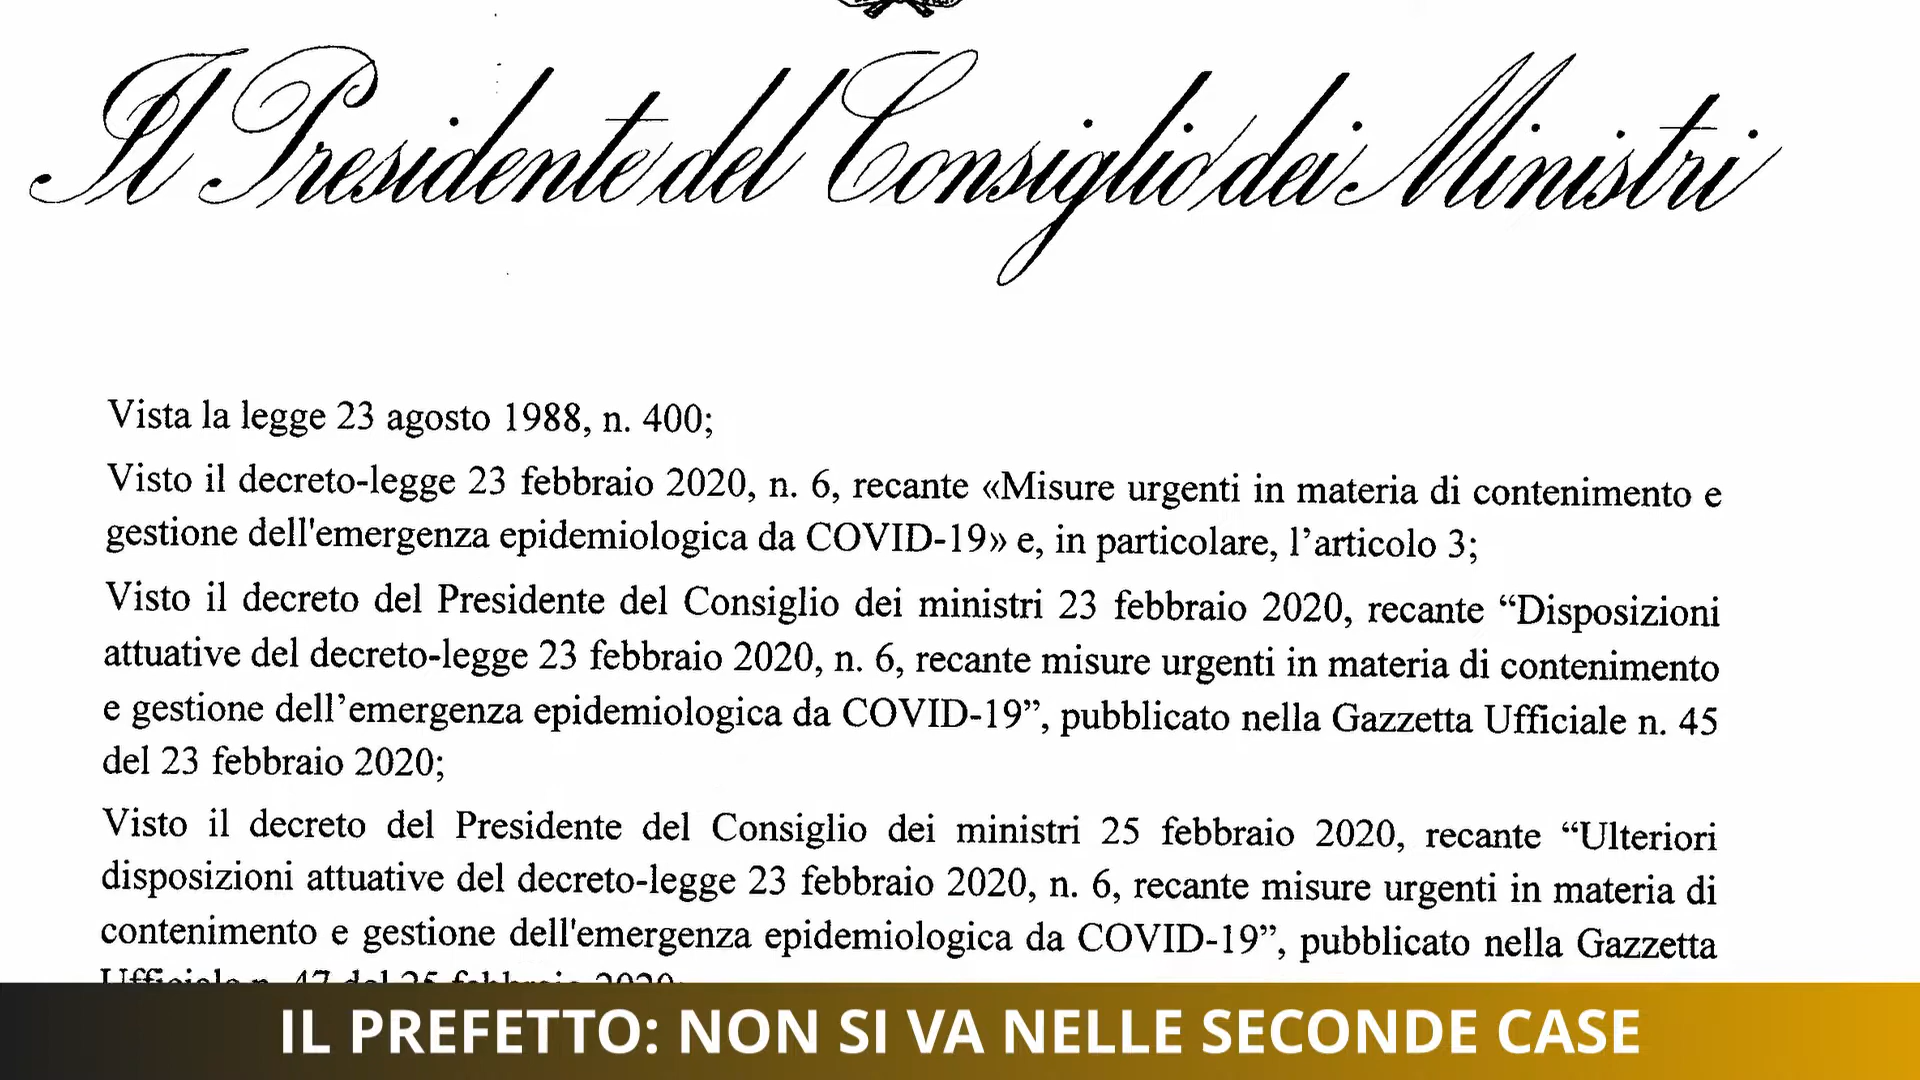 Il Presidente del Consiglio dei Ministri
Vista la legge 23 agosto 1988, n. 400;
Visto il decreto-legge 23 febbraio 2020, n. 6, recante «Misure urgenti in materia di contenimento e
gestione dell'emergenza epidemiologica da COVID-19» e, in particolare, l’articolo 3;
Visto il decreto del Presidente del Consiglio dei ministri 23 febbraio 2020, recante “Disposizioni
attuative del decreto-legge 23 febbraio 2020, n. 6, recante misure urgenti in materia di contenimento
e gestione dell’emergenza epidemiologica da COVID-19”, pubblicato nella Gazzetta Ufficiale n. 45
del 23 febbraio 2020;
Visto il decreto del Presidente del Consiglio dei ministri 25 febbraio 2020, recante “Ulteriori
disposizioni attuative del decreto-legge 23 febbraio 2020, n. 6, recante misure urgenti in materia di
contenimento e gestione dell'emergenza epidemiologica da COVID-19”, pubblicato nella Gazzetta
Ufficiale n. 47 del 25 febbraio 2020;
IL PREFETTO: NON SI VA NELLE SECONDE CASE